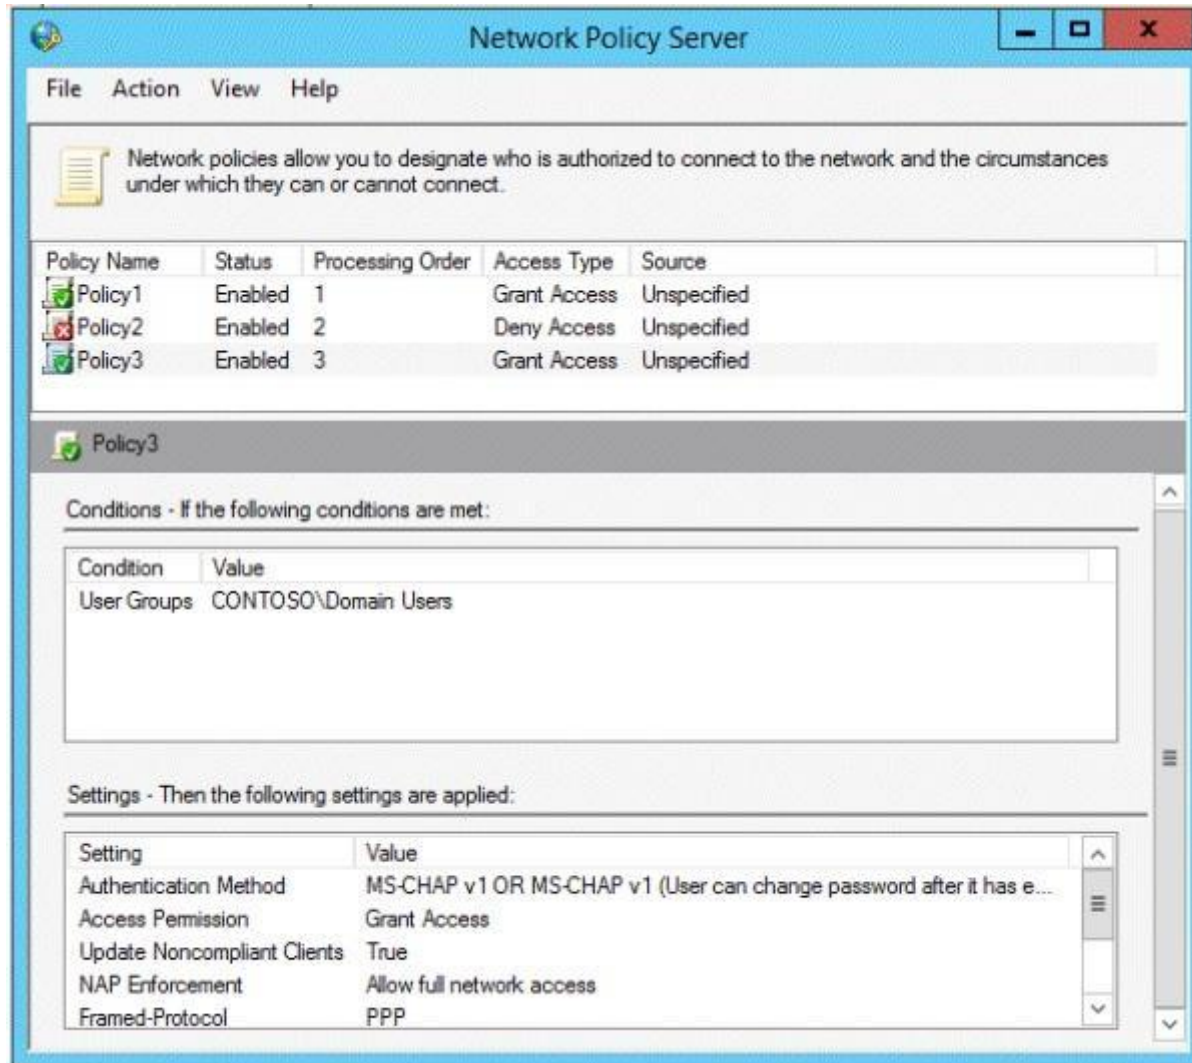 Network Policy Server
File Action View Help
Network policies allow you to designate who is authorized to connect to the network and the circumstances
under which they can or cannot connect.
Policy Name Status Processing Order Access Type Source
Policy1 Enabled 1 Grant Access Unspecified
Policy2 Enabled 2 Deny Access Unspecified
Policy3 Enabled 3 Grant Access Unspecified
Policy3
Conditions - If the following conditions are met:
Condition Value
User Groups CONTOSO\Domain Users
Settings - Then the following settings are applied:
Setting Value
Authentication Method MS-CHAP v1 OR MS-CHAP v1 (User can change password after it has e...
Access Permission Grant Access
Update Noncompliant Clients True
NAP Enforcement Allow full network access
Framed-Protocol PPP